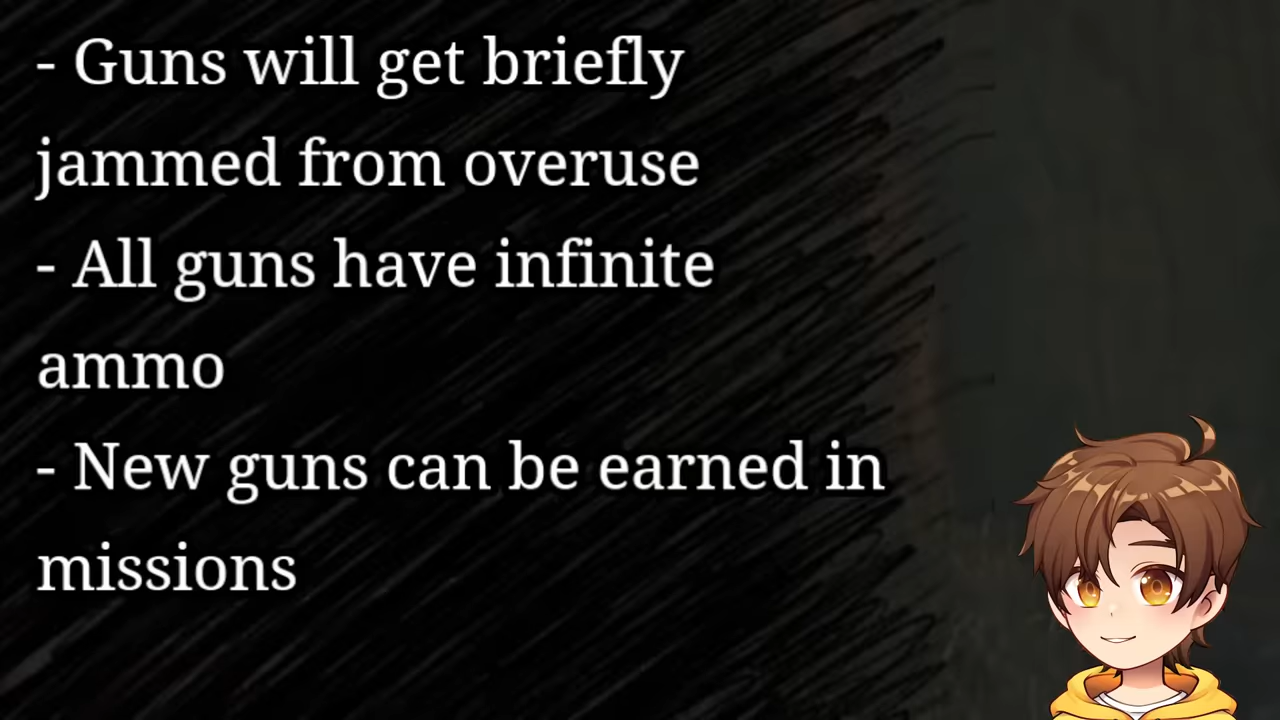 - Guns will get briefly
jammed from overuse
- All guns have infinite
ammo
- New guns can be earned in
missions